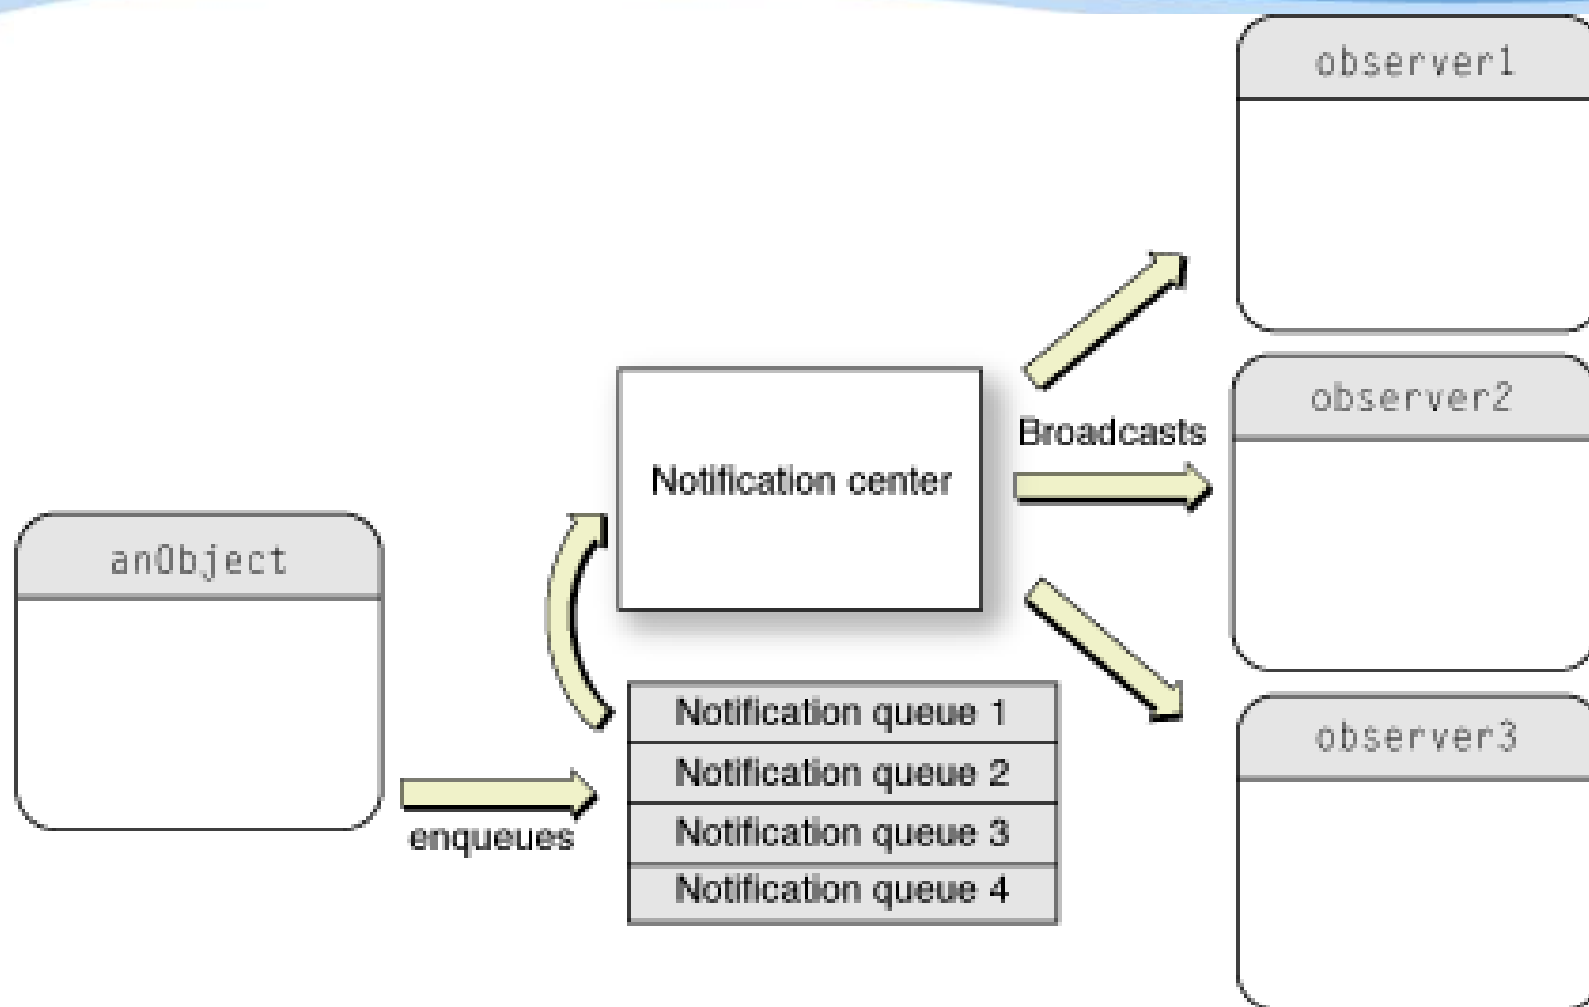 observer1
observer2
Broadcasts
Notification center
anObject
Notification queue 1
observer3
Notification queue 2
enqueues
Notification queue 3
Notification queue 4